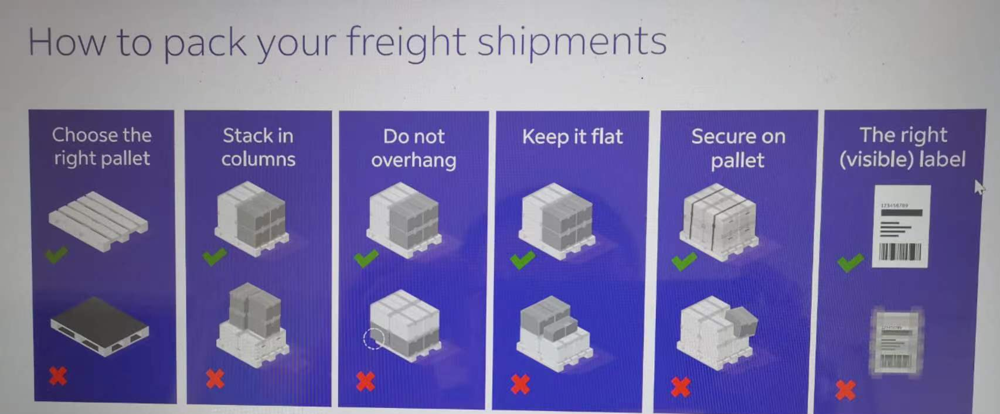 How to pack your freight shipments
Choose the
right pallet
Stack in
columns
Do not
overhang
Keep it flat
Secure on
pallet
The right
(visible) label
123456789